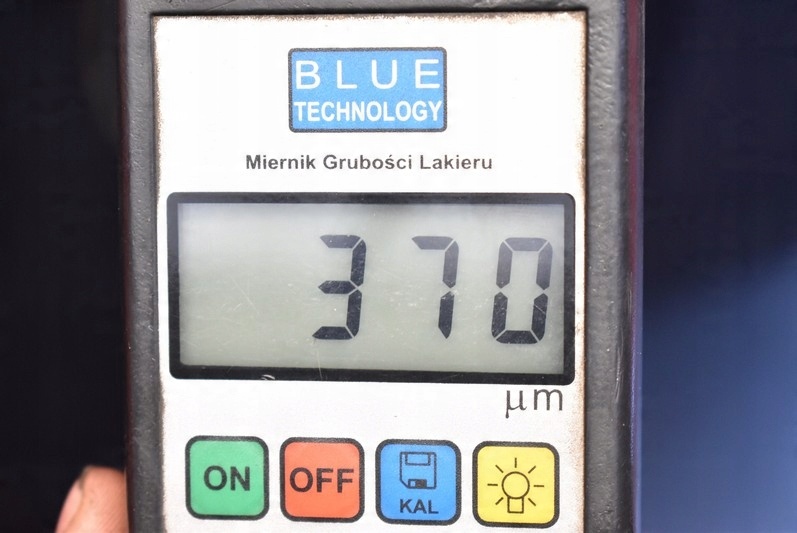 BLUE
TECHNOLOGY
Miernik Grubości Lakieru
370
μm
ON OFF KAL